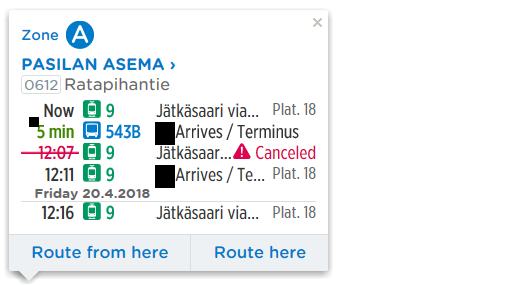 Zone A
PASILAN ASEMA ›
0612 Ratapihantie
Now 9 Jätkäsaari via... Plat. 18
5 min 543B Arrives / Terminus
12:07 9 Jätkäsaar... Canceled
12:11 9 Arrives / Te... Plat. 18
Friday 20.4.2018
12:16 9 Jätkäsaari via... Plat. 18
Route from here Route here